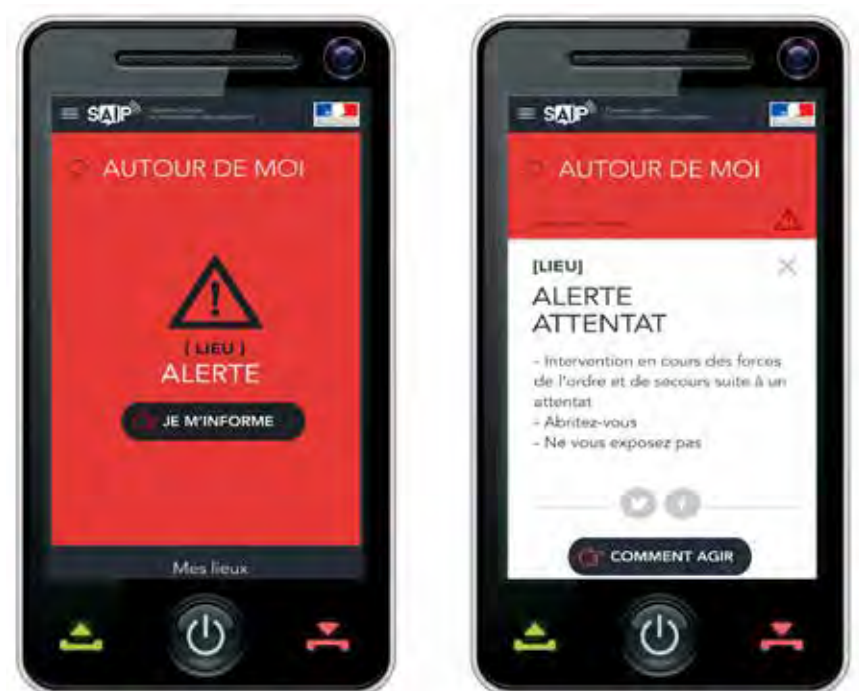 SAIP
AUTOUR DE MOI
[ LIEU ]
ALERTE
JE M'INFORME
Mes lieux
SAIP
AUTOUR DE MOI
[LIEU]
ALERTE
ATTENTAT
- Intervention en cours des forces
de l'ordre et de secours suite à un
attentat
- Abritez-vous
- Ne vous exposez pas
COMMENT AGIR